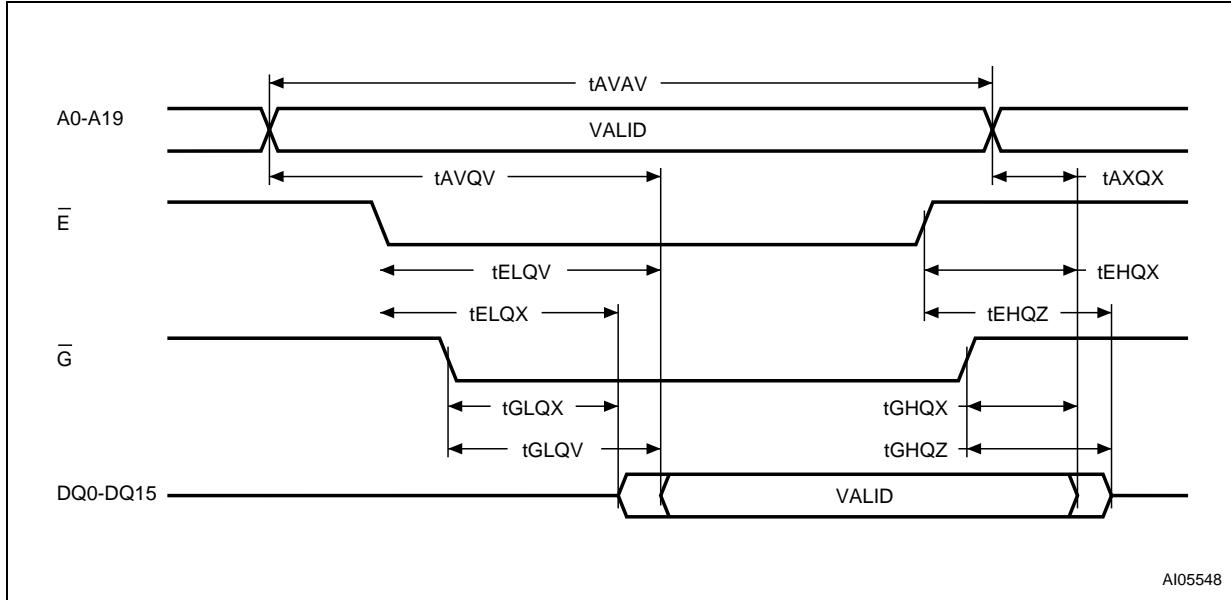 tAVAV
A0-A19
VALID
tAVQV
tAXQX
E̅
tELQV
tEHQX
tELQX
tEHQZ
G̅
tGLQX
tGHQX
tGLQV
tGHQZ
DQ0-DQ15
VALID
AI05548